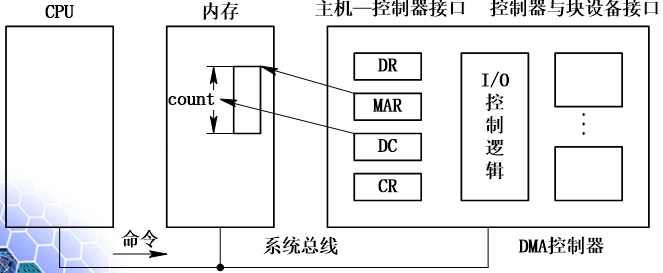 CPU
内存
主机—控制器接口
控制器与块设备接口
count
DR
MAR
DC
CR
I/O
控
制
逻
辑
命令
系统总线
DMA控制器